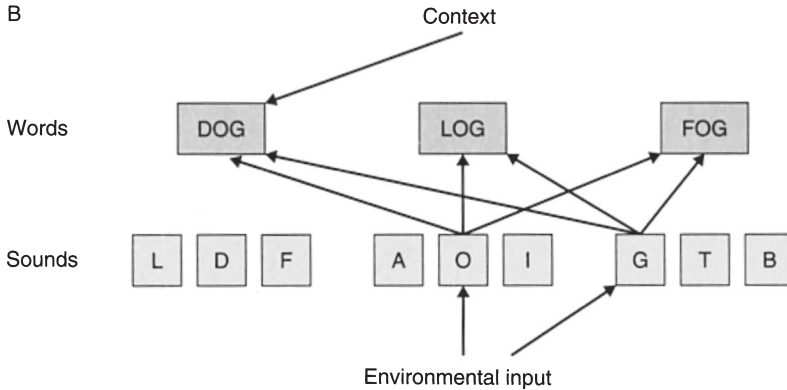 B
Context
Words
DOG LOG FOG
Sounds
L D F A O I G T B
Environmental input